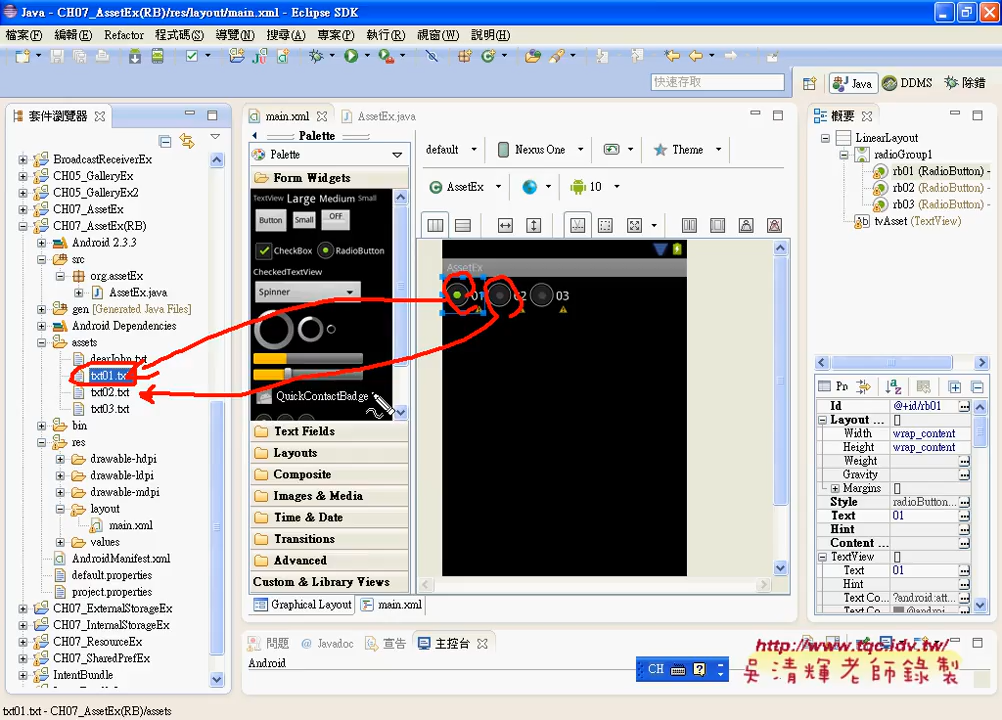 Java - CH07_AssetEx(RB)/res/layout/main.xml - Eclipse SDK
檔案(F) 編輯(E) Refactor 程式碼(S) 導覽(N) 搜尋(A) 專案(P) 執行(R) 視窗(W) 說明(H)
快速存取
Java DDMS 除錯
套件瀏覽器
BroadcastReceiverEx
CH05_GalleryEx
CH05_GalleryEx2
CH07_AssetEx
CH07_AssetEx(RB)
Android 2.3.3
src
org.assetEx
AssetEx.java
gen [Generated Java Files]
Android Dependencies
assets
dearJohn.txt
txt01.txt
txt02.txt
txt03.txt
bin
res
drawable-hdpi
drawable-ldpi
drawable-mdpi
layout
main.xml
values
AndroidManifest.xml
default.properties
project.properties
CH07_ExternalStorageEx
CH07_InternalStorageEx
CH07_ResourceEx
CH07_SharedPrefEx
IntentBundle
main.xml AssetEx.java
Palette
Palette
Form Widgets
TextView Large Medium Small
Button Small OFF
CheckBox RadioButton
CheckedTextView
Spinner
QuickContactBadge
Text Fields
Layouts
Composite
Images & Media
Time & Date
Transitions
Advanced
Custom & Library Views
Graphical Layout main.xml
default Nexus One Theme
AssetEx 10
AssetEx
01 02 03
問題 Javadoc 宣告 主控台
Android
概要
LinearLayout
radioGroup1
rb01 (RadioButton) -
rb02 (RadioButton) -
rb03 (RadioButton) -
tvAsset (TextView)
Id @+id/rb01
Layout ... []
Width wrap_content
Height wrap_content
Weight
Gravity
Margins []
Style radioButton...
Text 01
Hint
Content ...
TextView []
Text 01
Hint
Text Co... ?android:att...
CH
http://www.tqc.idv.tw/
吳清輝老師錄製
txt01.txt - CH07_AssetEx(RB)/assets